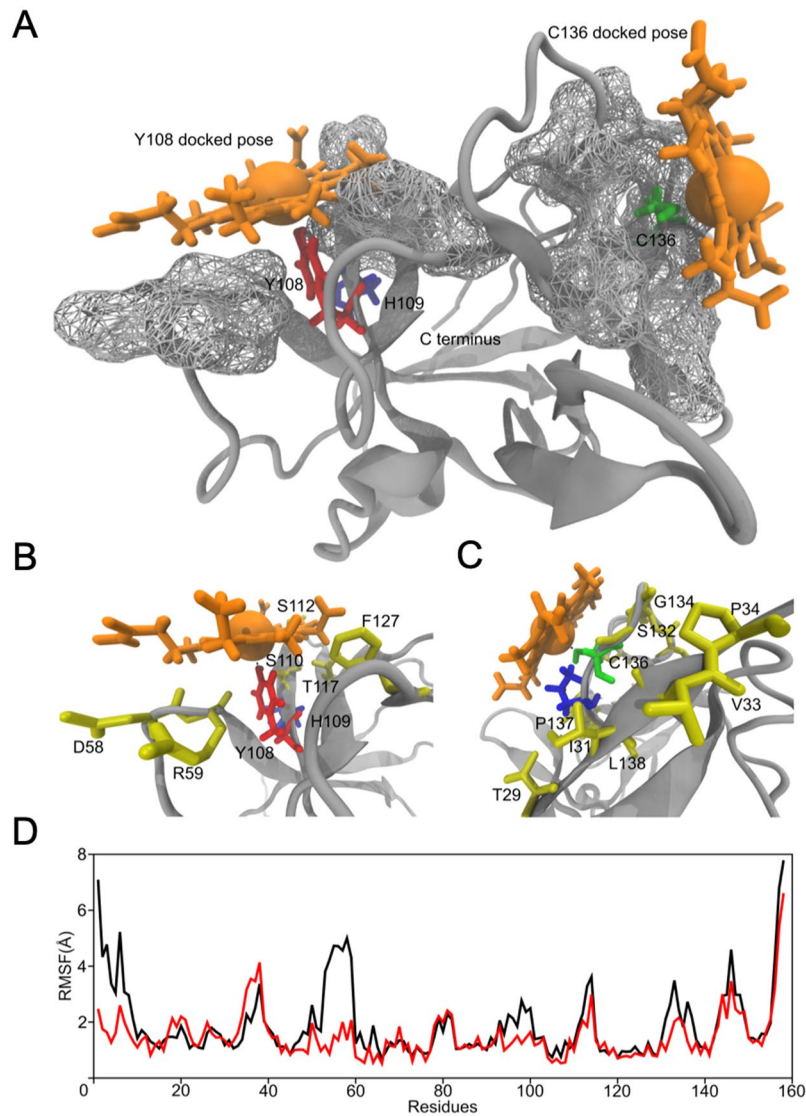 A
C136 docked pose
Y108 docked pose
C136
Y108
H109
C terminus
B
S112
F127
S110
T117
H109
D58
Y108
R59
C
G134
P34
S132
C136
V33
P137
I31
L138
T29
D
8
6
4
2
RMSF(Å)
0 20 40 60 80 100 120 140 160
Residues